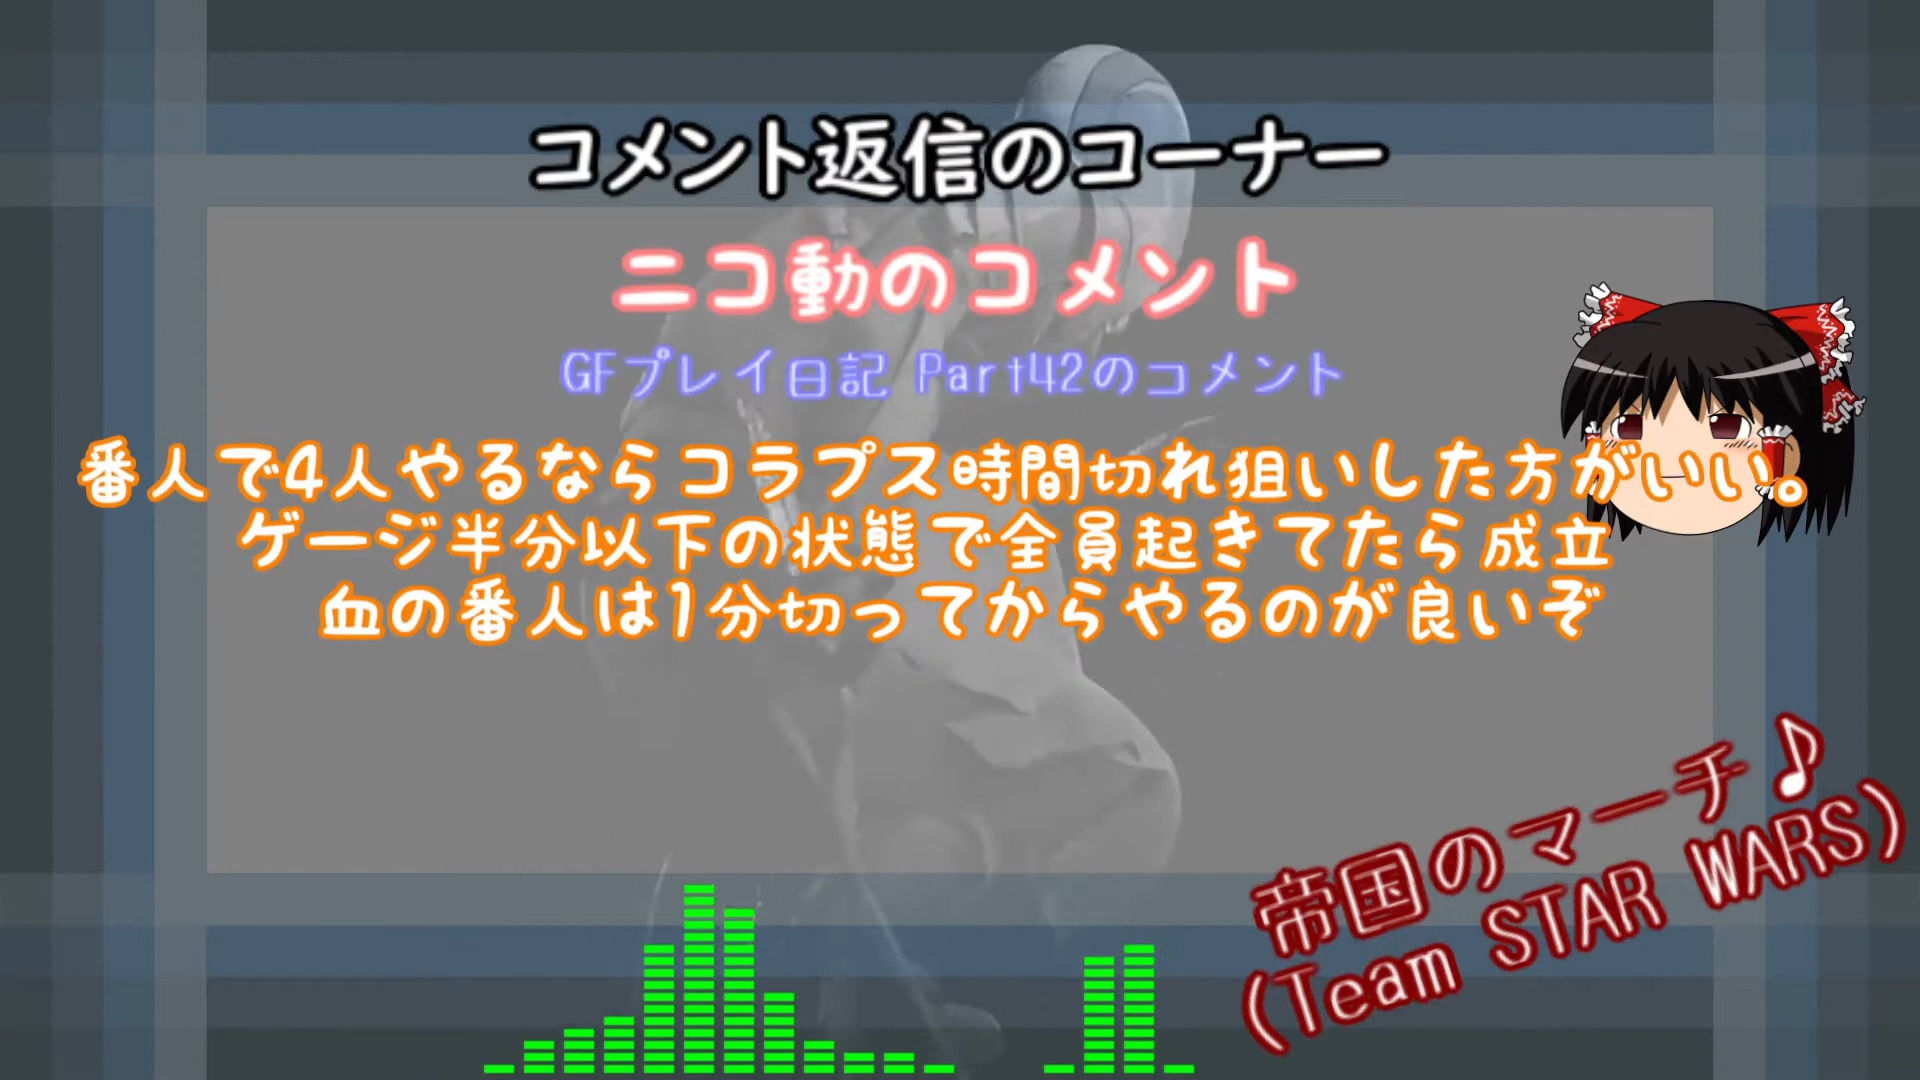 コメント返信のコーナー
ニコ動のコメント
GFプレイ日記 Part42のコメント
番人で4人やるならコラプス時間切れ狙いした方がいい。
ゲージ半分以下の状態で全員起きてたら成立
血の番人は1分切ってからやるのが良いぞ
帝国のマーチ♪
(Team STAR WARS)